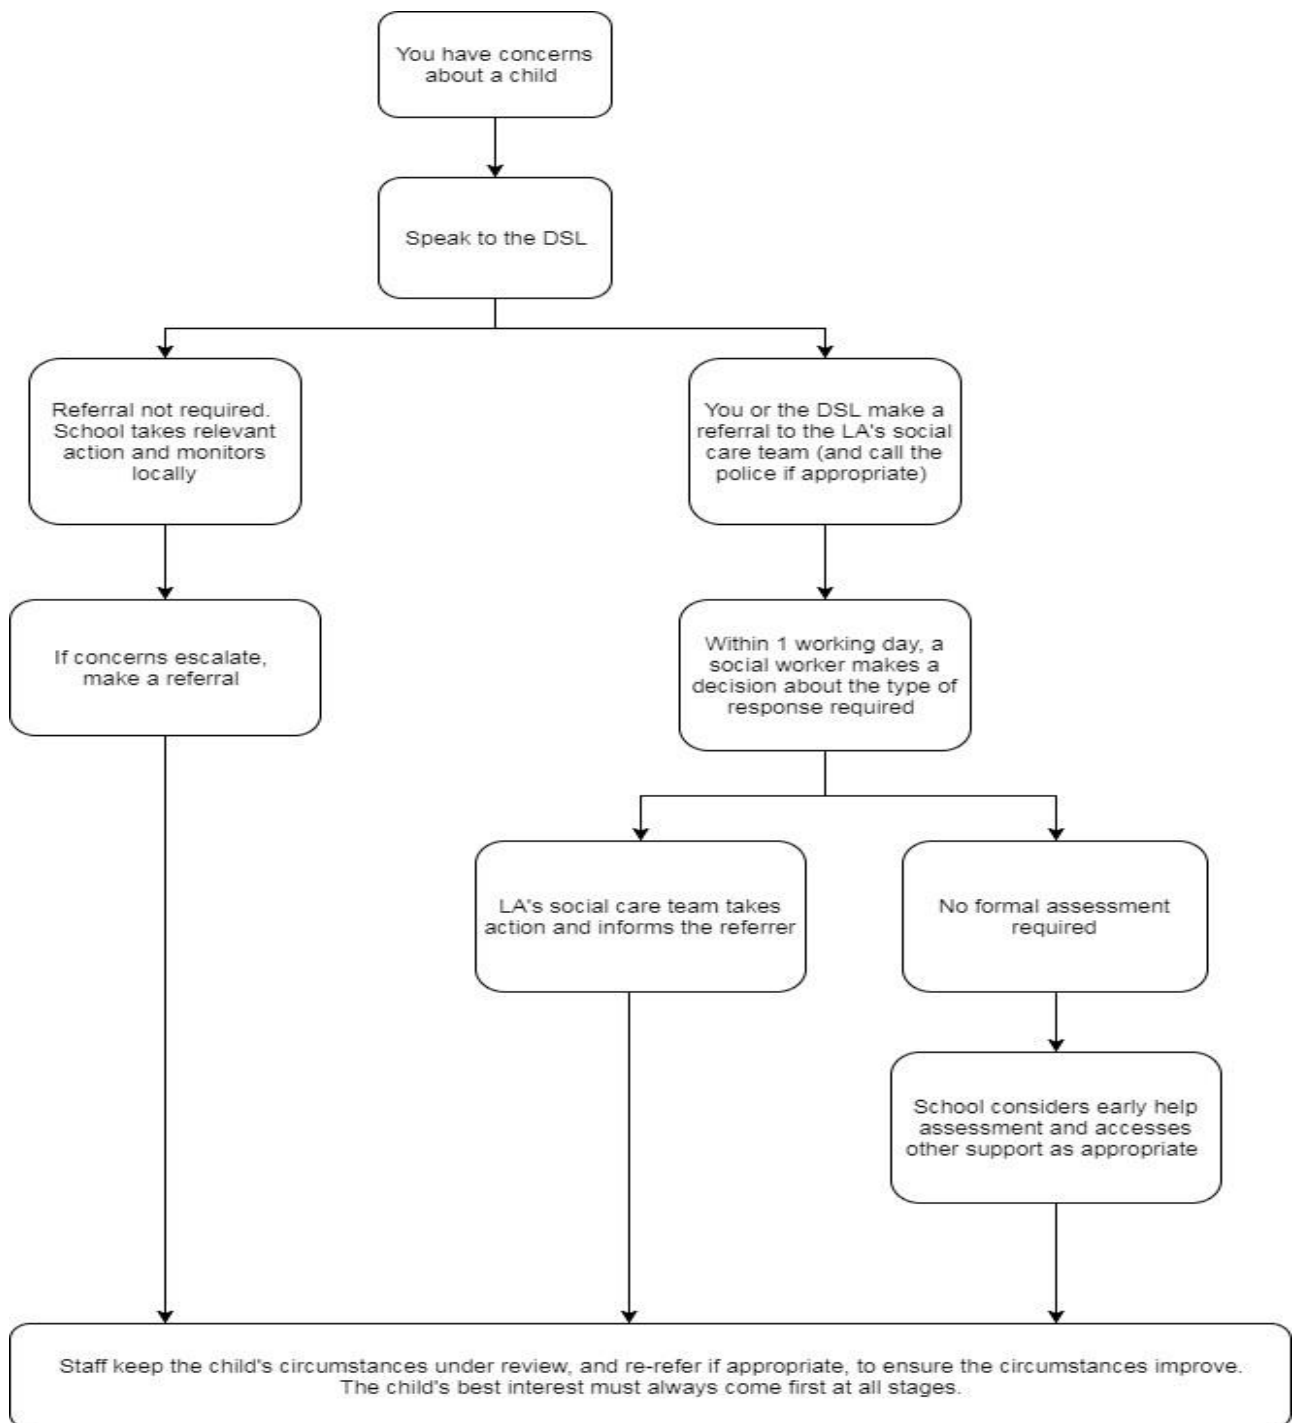 You have concerns
about a child
Speak to the DSL
Referral not required.
School takes relevant
action and monitors
locally
You or the DSL make a
referral to the LA's social
care team (and call the
police if appropriate)
If concerns escalate,
make a referral
Within 1 working day, a
social worker makes a
decision about the type of
response required
LA's social care team takes
action and informs the referrer
No formal assessment
required
School considers early help
assessment and accesses
other support as appropriate
Staff keep the child's circumstances under review, and re-refer if appropriate, to ensure the circumstances improve.
The child's best interest must always come first at all stages.